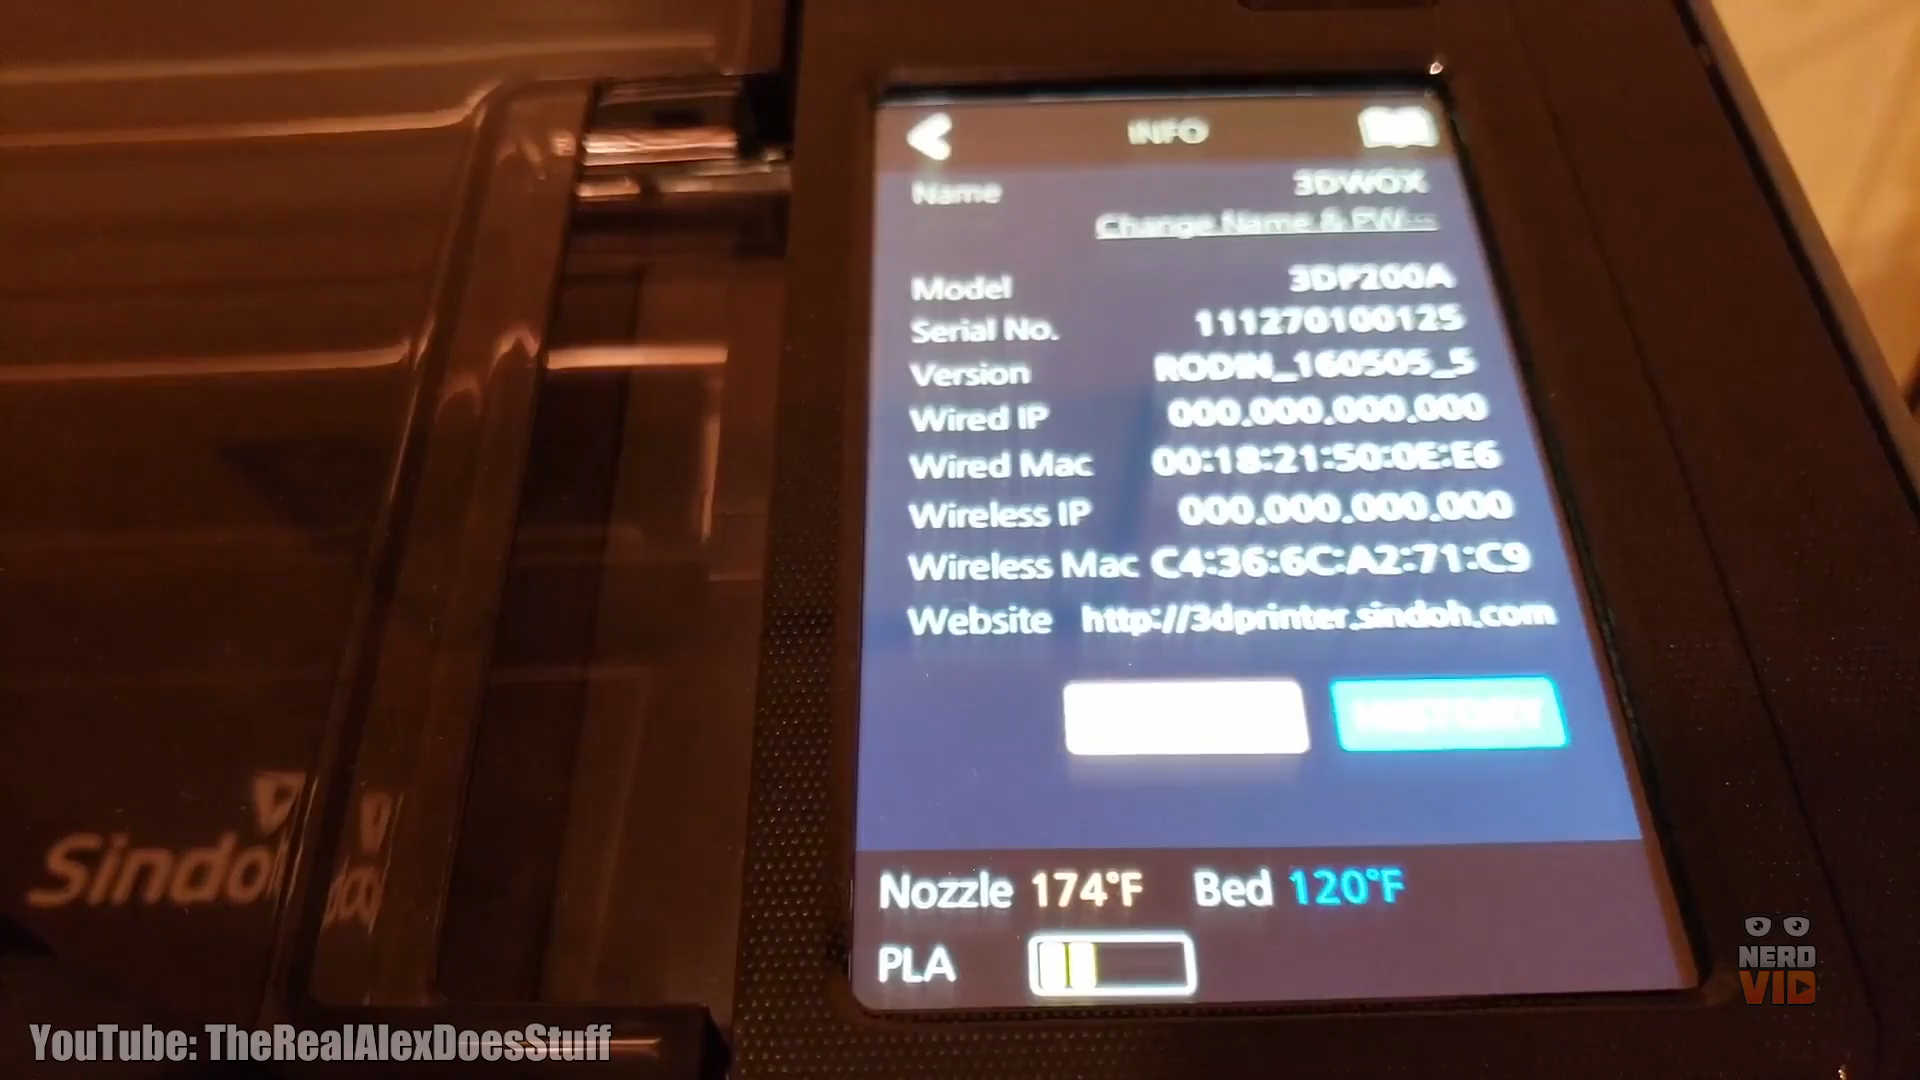 INFO
Name 3DWOX
Change Name & PW...
Model 3DP200A
Serial No. 111270100125
Version RODIN_160505_5
Wired IP 000.000.000.000
Wired Mac 00:18:21:50:0E:E6
Wireless IP 000.000.000.000
Wireless Mac C4:36:6C:A2:71:C9
Website http://3dprinter.sindoh.com
HISTORY
Nozzle 174°F Bed 120°F
PLA
Sindo
NERD
VID
YouTube: TheRealAlexDoesStuff